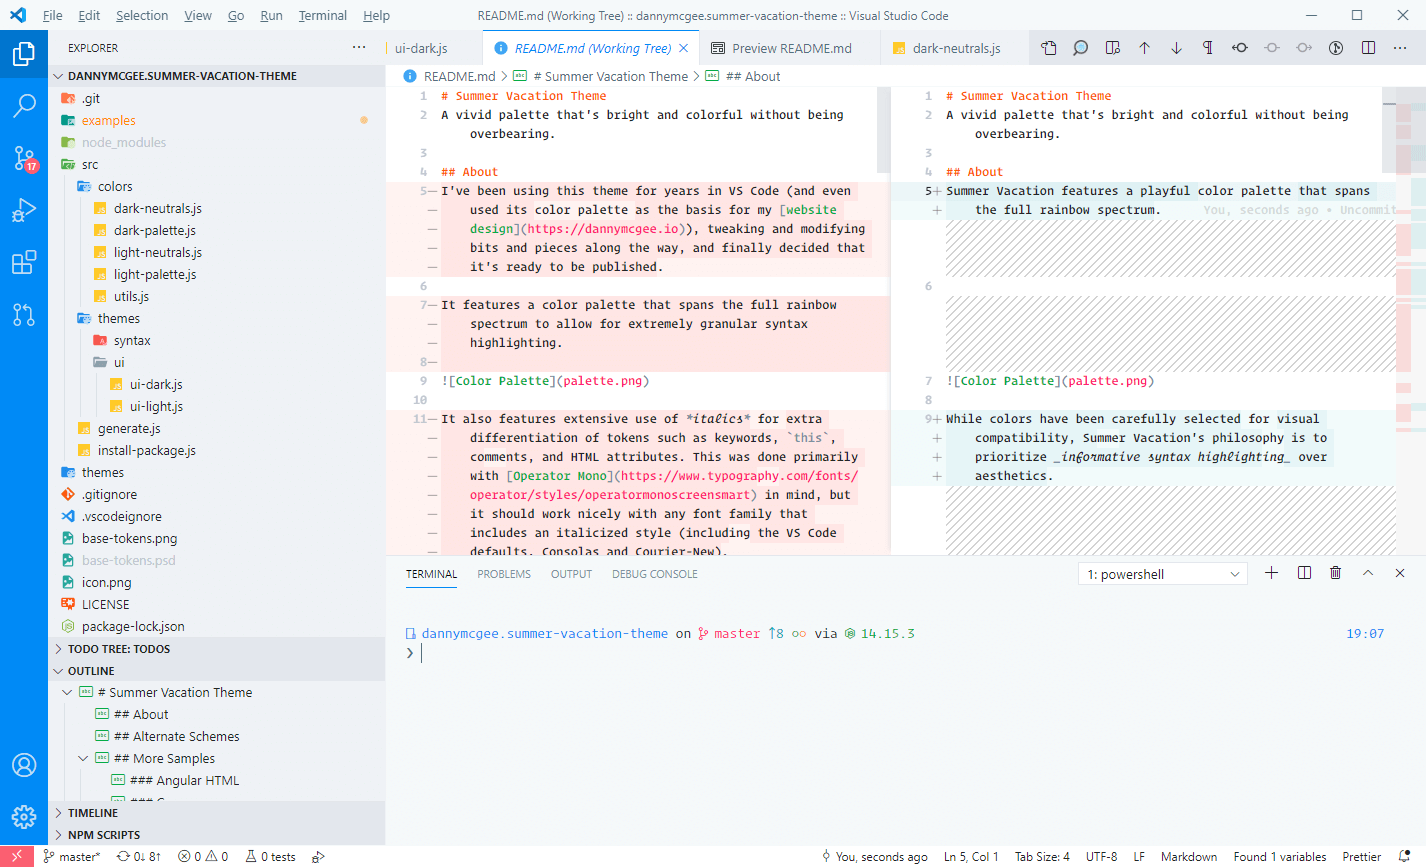 File Edit Selection View Go Run Terminal Help README.md (Working Tree) :: dannymcgee.summer-vacation-theme :: Visual Studio Code
EXPLORER
17
DANNYMCGEE.SUMMER-VACATION-THEME
.git
examples
node_modules
src
colors
dark-neutrals.js
dark-palette.js
light-neutrals.js
light-palette.js
utils.js
themes
syntax
ui
ui-dark.js
ui-light.js
generate.js
install-package.js
themes
.gitignore
.vscodeignore
base-tokens.png
base-tokens.psd
icon.png
LICENSE
package-lock.json
TODO TREE: TODOS
OUTLINE
# Summer Vacation Theme
## About
## Alternate Schemes
## More Samples
### Angular HTML
TIMELINE
NPM SCRIPTS
ui-dark.js README.md (Working Tree) Preview README.md dark-neutrals.js
README.md > # Summer Vacation Theme > ## About
1 # Summer Vacation Theme
2 A vivid palette that's bright and colorful without being
overbearing.
3
4 ## About
5— I've been using this theme for years in VS Code (and even
— used its color palette as the basis for my [website
— design](https://dannymcgee.io)), tweaking and modifying
— bits and pieces along the way, and finally decided that
— it's ready to be published.
6
7— It features a color palette that spans the full rainbow
— spectrum to allow for extremely granular syntax
— highlighting.
8—
9 ![Color Palette](palette.png)
10
11— It also features extensive use of *italics* for extra
— differentiation of tokens such as keywords, `this`,
— comments, and HTML attributes. This was done primarily
— with [Operator Mono](https://www.typography.com/fonts/
— operator/styles/operatormonoscreensmart) in mind, but
— it should work nicely with any font family that
— includes an italicized style (including the VS Code
— defaults, Consolas and Courier-New).
1 # Summer Vacation Theme
2 A vivid palette that's bright and colorful without being
overbearing.
3
4 ## About
5+ Summer Vacation features a playful color palette that spans
+ the full rainbow spectrum. You, seconds ago • Uncommit
6
7 ![Color Palette](palette.png)
8
9+ While colors have been carefully selected for visual
+ compatibility, Summer Vacation's philosophy is to
+ prioritize _informative syntax highlighting_ over
+ aesthetics.
TERMINAL PROBLEMS OUTPUT DEBUG CONSOLE 1: powershell
dannymcgee.summer-vacation-theme on master ↑8 via 14.15.3 19:07
❯
master* 0↓ 8↑ 0 0 0 tests You, seconds ago Ln 5, Col 1 Tab Size: 4 UTF-8 LF Markdown Found 1 variables Prettier